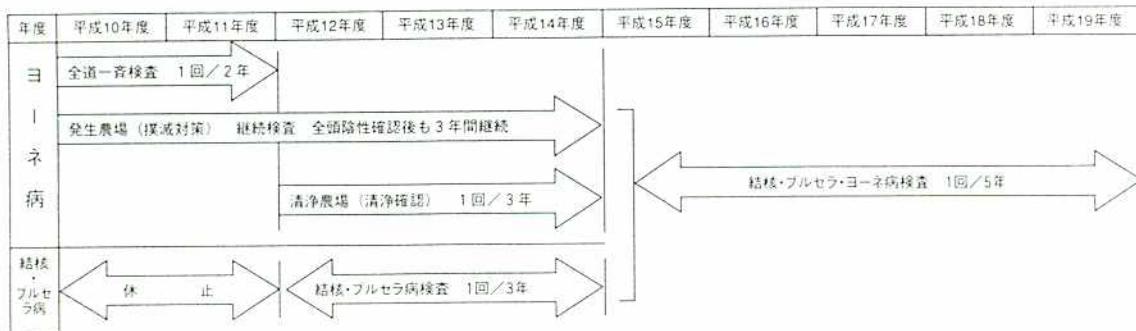 年度 平成10年度 平成11年度 平成12年度 平成13年度 平成14年度 平成15年度 平成16年度 平成17年度 平成18年度 平成19年度
ヨーネ病
全道一斉検査 1回／2年
発生農場（撲滅対策） 継続検査 全頭陰性確認後も3年間継続
清浄農場（清浄確認） 1回／3年
結核・ブルセラ・ヨーネ病検査 1回／5年
結核
・
ブルセ
ラ病
休 止
結核・ブルセラ病検査 1回／3年